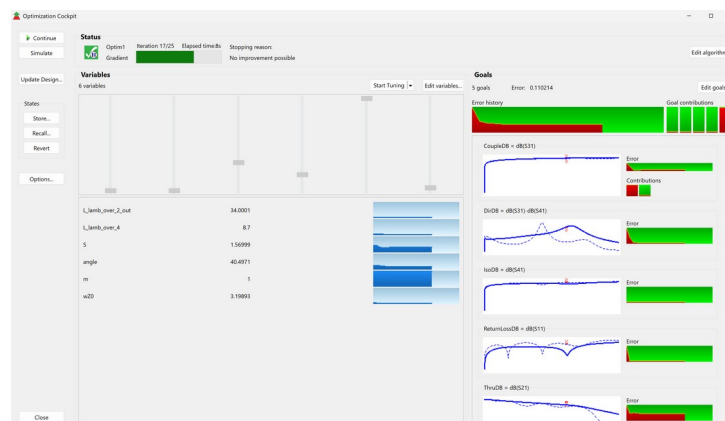 Optimization Cockpit
Continue
Simulate
Update Design...
States
Store...
Recall...
Revert
Options...
Close
Status
Optim1 Iteration 17/25 Elapsed time:8s Stopping reason:
Gradient No improvement possible
Edit algorithm
Variables
6 variables Start Tuning Edit variables...
L_lamb_over_2_out 34.0001
L_lamb_over_4 8.7
S 1.56999
angle 40.4971
m 1
wZ0 3.19893
Goals
5 goals Error: 0.110214 Edit goals
Error history Goal contributions
CoupleDB = dB(S31)
Error
Contributions
DirDB = dB(S31)-dB(S41)
Error
IsoDB = dB(S41)
Error
ReturnLossDB = dB(S11)
Error
ThruDB = dB(S21)
Error